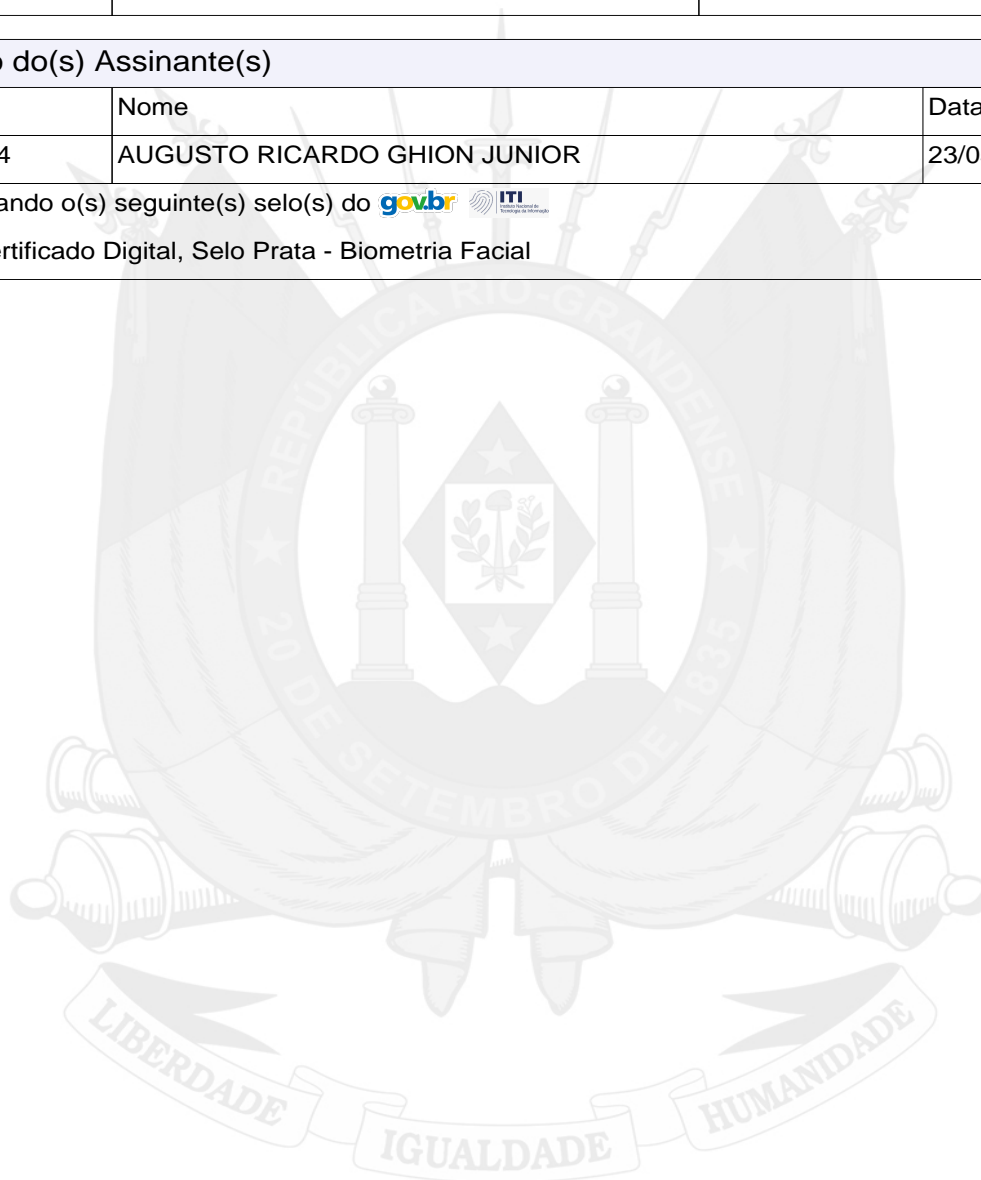 o do(s) Assinante(s)
Nome Data
4 AUGUSTO RICARDO GHION JUNIOR 23/0
ando o(s) seguinte(s) selo(s) do gov.br ITI
ertificado Digital, Selo Prata - Biometria Facial
REPÚBLICA RIO-GRANDENSE
20 DE SETEMBRO DE 1835
LIBERDADE IGUALDADE HUMANIDADE